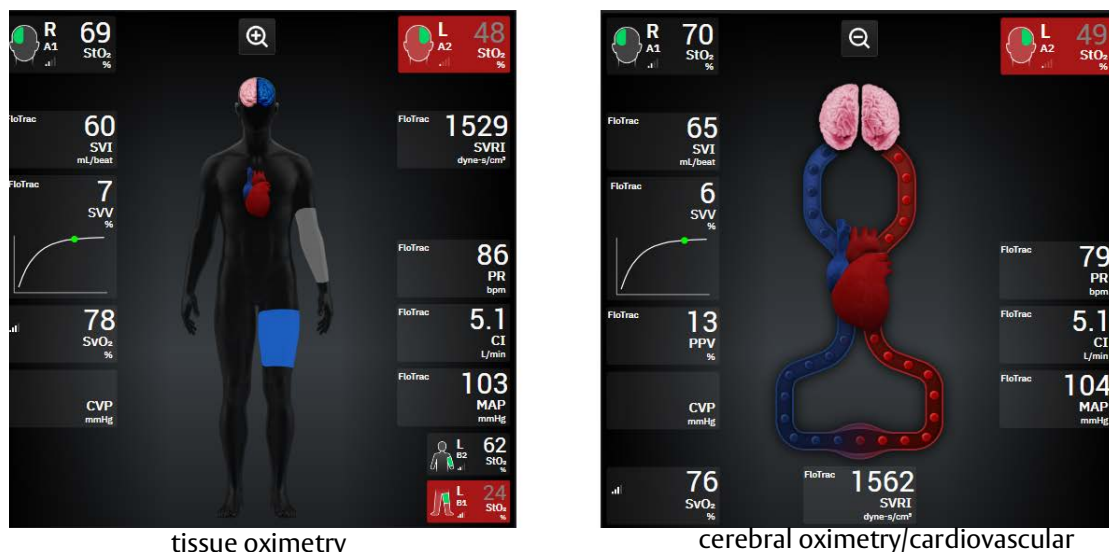 R
A1
69
StO₂
%
L
A2
48
StO₂
%
FloTrac
60
SVI
mL/beat
FloTrac
1529
SVRI
dyne-s/cm⁵
FloTrac
7
SVV
%
FloTrac
86
PR
bpm
78
SvO₂
%
FloTrac
5.1
CI
L/min
CVP
mmHg
FloTrac
103
MAP
mmHg
L
B2
62
StO₂
%
L
B1
24
StO₂
%
tissue oximetry
R
A1
70
StO₂
%
L
A2
49
StO₂
%
FloTrac
65
SVI
mL/beat
FloTrac
6
SVV
%
FloTrac
79
PR
bpm
FloTrac
13
PPV
%
FloTrac
5.1
CI
L/min
CVP
mmHg
FloTrac
104
MAP
mmHg
76
SvO₂
%
FloTrac
1562
SVRI
dyne-s/cm⁵
cerebral oximetry/cardiovascular